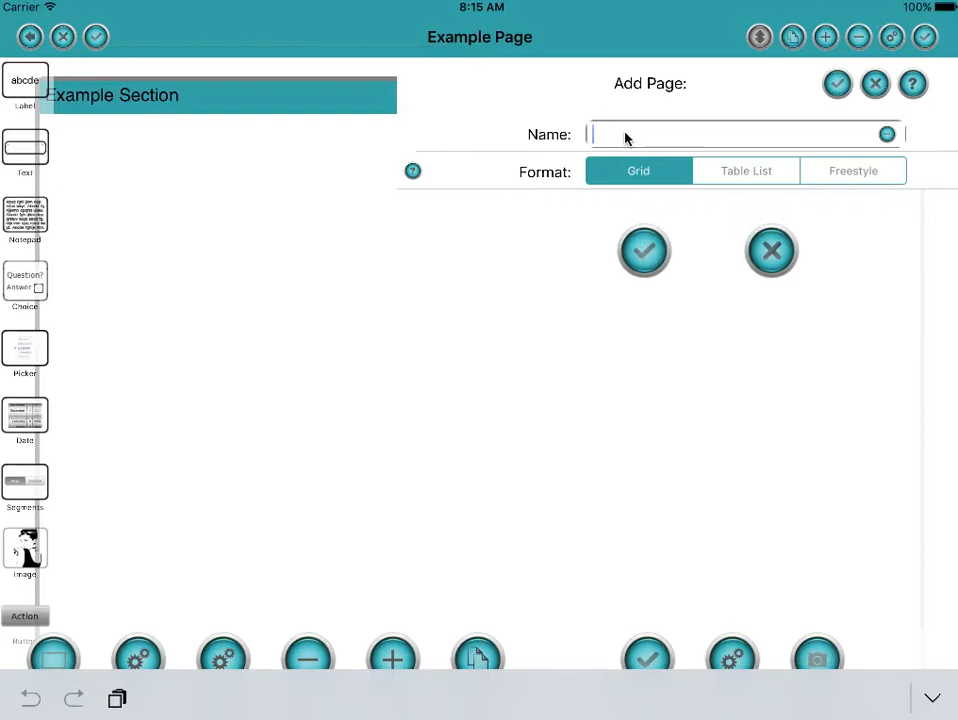 Carrier
8:15 AM
100%
Example Page
abcde
Label
Example Section
Add Page:
?
Name:
Text
?
Format:
Grid
Table List
Freestyle
Notepad
Question?
Answer
Choice
Picker
Date
Segments
Image
Action